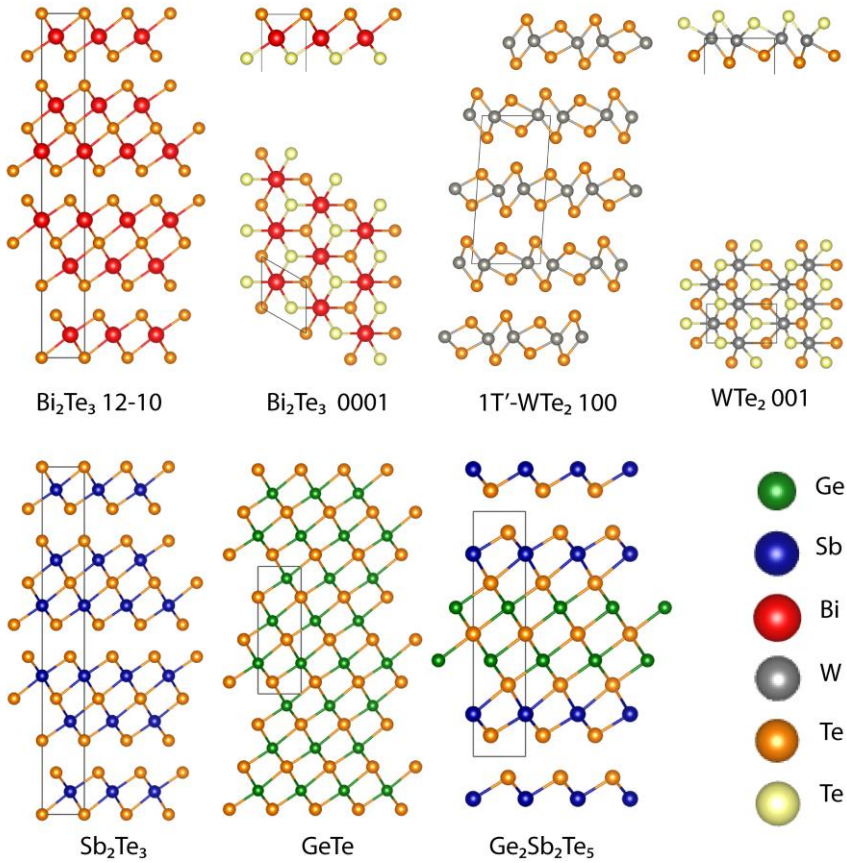 Bi₂Te₃ 12-10
Bi₂Te₃ 0001
1T′-WTe₂ 100
WTe₂ 001
Ge
Sb
Bi
W
Te
Te
Sb₂Te₃
GeTe
Ge₂Sb₂Te₅